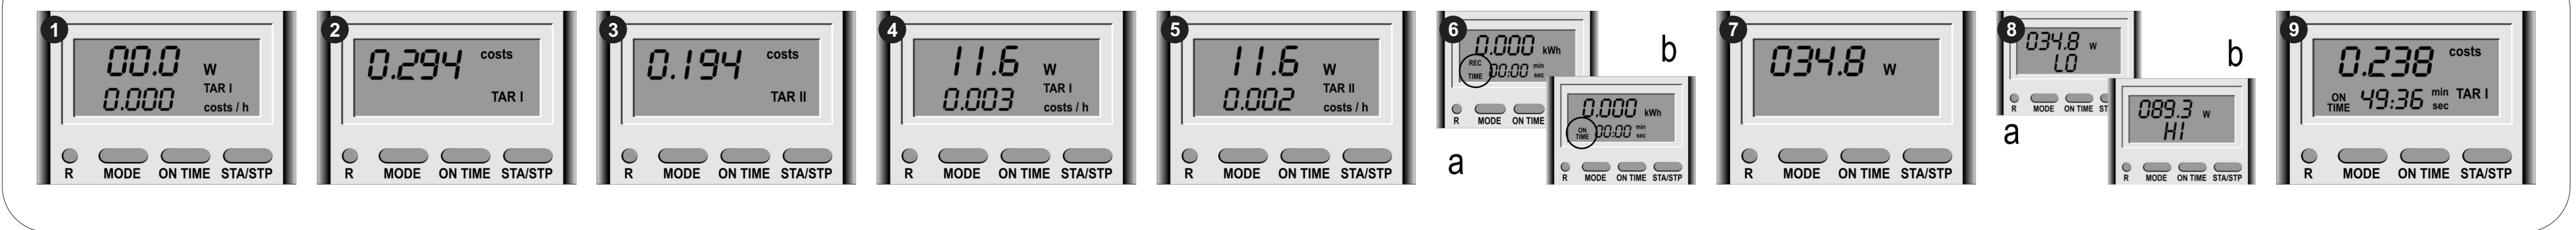 1
00.0 W
TAR I
0.000 costs / h
R MODE ON TIME STA/STP
2
0.294 costs
TAR I
R MODE ON TIME STA/STP
3
0.194 costs
TAR II
R MODE ON TIME STA/STP
4
11.6 W
TAR I
0.003 costs / h
R MODE ON TIME STA/STP
5
11.6 W
TAR II
0.002 costs / h
R MODE ON TIME STA/STP
6
0.000 kWh
REC TIME 00:00 min sec
R MODE ON TIME
a
b
0.000 kWh
ON TIME 00:00 min sec
R MODE ON TIME STA/STP
7
034.8 W
R MODE ON TIME STA/STP
8
034.8 W
LO
R MODE ON TIME ST
a
b
089.3 W
HI
R MODE ON TIME STA/STP
9
0.238 costs
ON TIME 49:36 min sec TAR I
R MODE ON TIME STA/STP